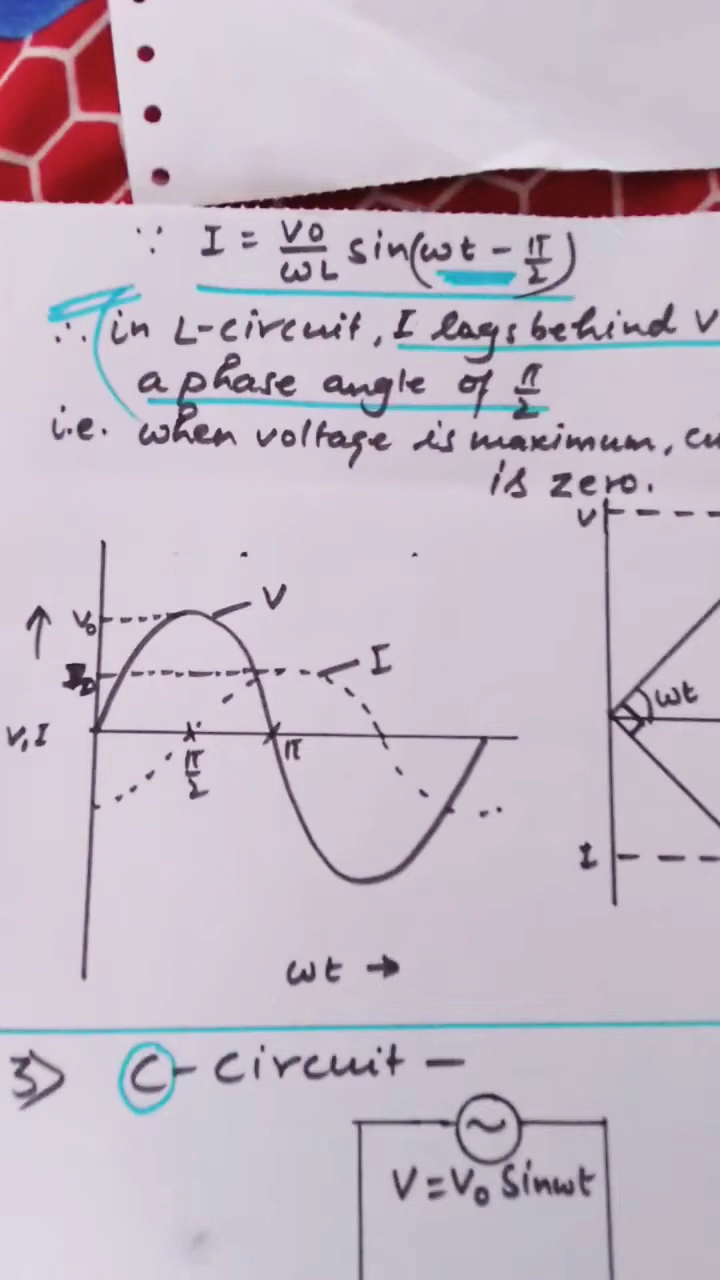 ∵ I = V0/ωL sin(ωt - π/2)
∴ in L-circuit, I lags behind V
a phase angle of π/2
i.e. when voltage is maximum, cu
is zero.
V
V0
V
I0
I
ωt
V, I
π/2
π
I
ωt →
3) C- circuit -
~
V = V0 Sinωt